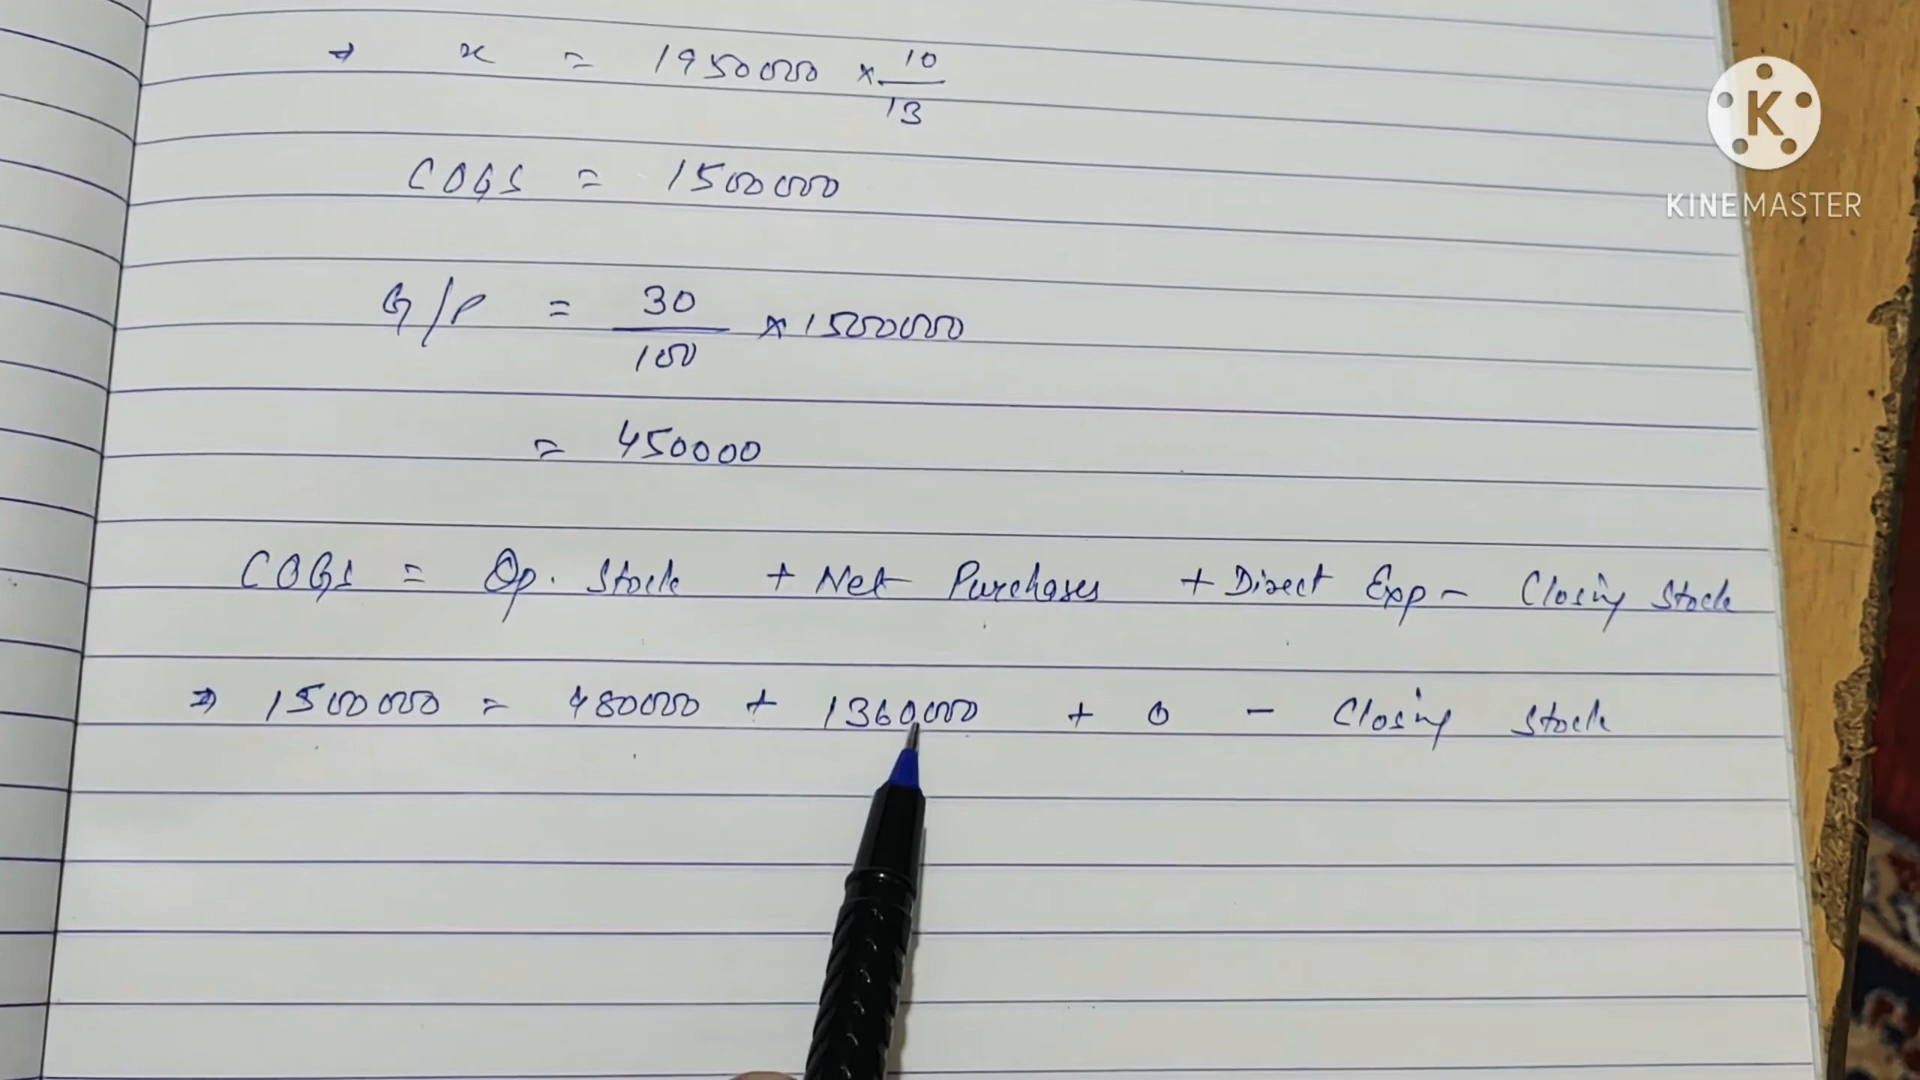 → x = 1950000 × 10/13
COGS = 1500000
G/P = 30/100 × 1500000
= 450000
COGS = Op. Stock + Net Purchases + Direct Exp - Closing Stock
⇒ 1500000 = 480000 + 1360000 + 0 - Closing Stock
K
KINEMASTER